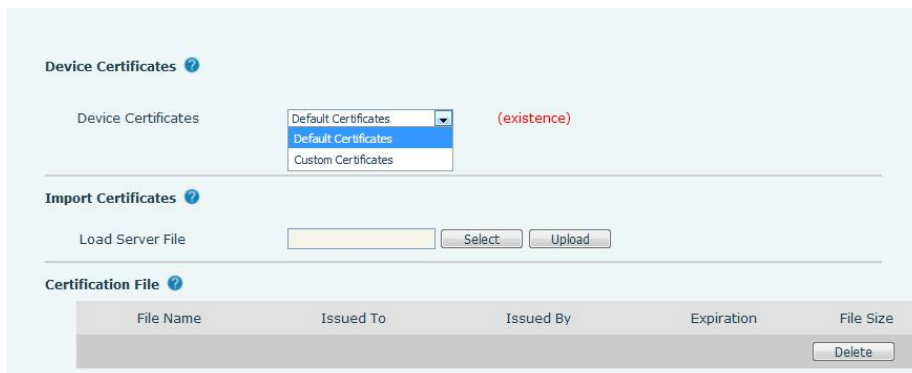 Device Certificates ?
Device Certificates Default Certificates (existence)
Default Certificates
Custom Certificates
Import Certificates ?
Load Server File Select Upload
Certification File ?
File Name Issued To Issued By Expiration File Size
Delete